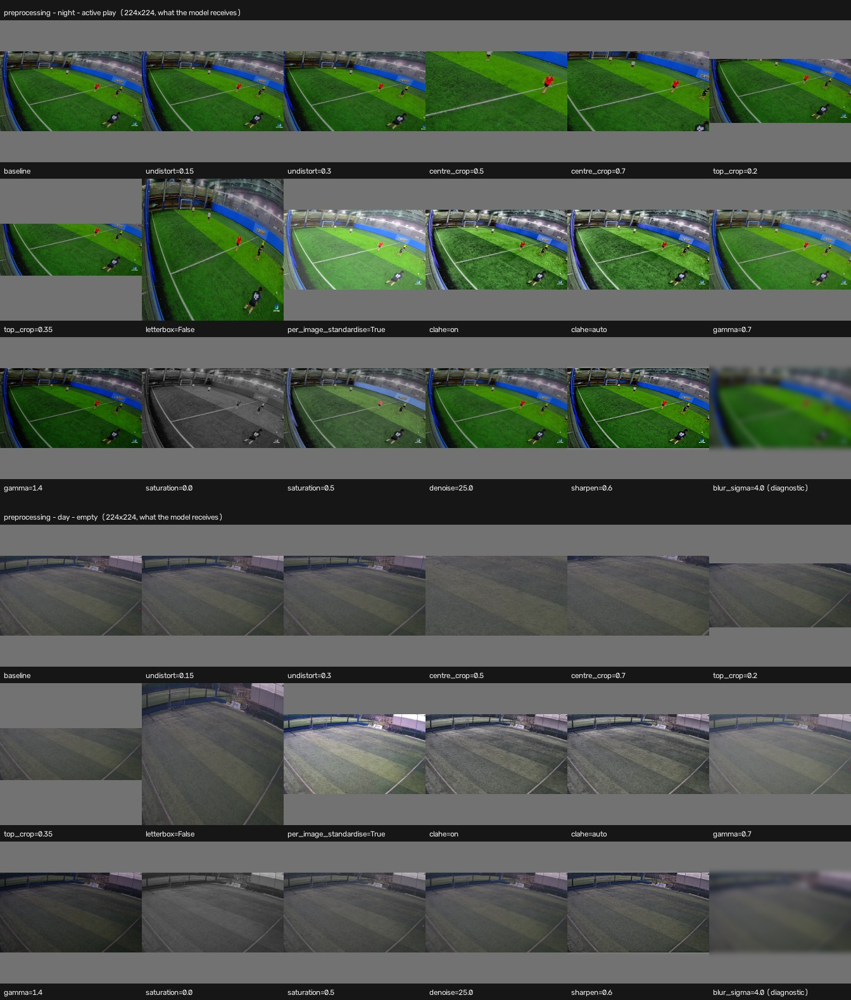 preprocessing - night - active play (224x224, what the model receives)
baseline undistort=0.15 undistort=0.3 centre_crop=0.5 centre_crop=0.7 top_crop=0.2
top_crop=0.35 letterbox=False per_image_standardise=True clahe=on clahe=auto gamma=0.7
gamma=1.4 saturation=0.0 saturation=0.5 denoise=25.0 sharpen=0.6 blur_sigma=4.0 (diagnostic)
preprocessing - day - empty (224x224, what the model receives)
baseline undistort=0.15 undistort=0.3 centre_crop=0.5 centre_crop=0.7 top_crop=0.2
top_crop=0.35 letterbox=False per_image_standardise=True clahe=on clahe=auto gamma=0.7
gamma=1.4 saturation=0.0 saturation=0.5 denoise=25.0 sharpen=0.6 blur_sigma=4.0 (diagnostic)